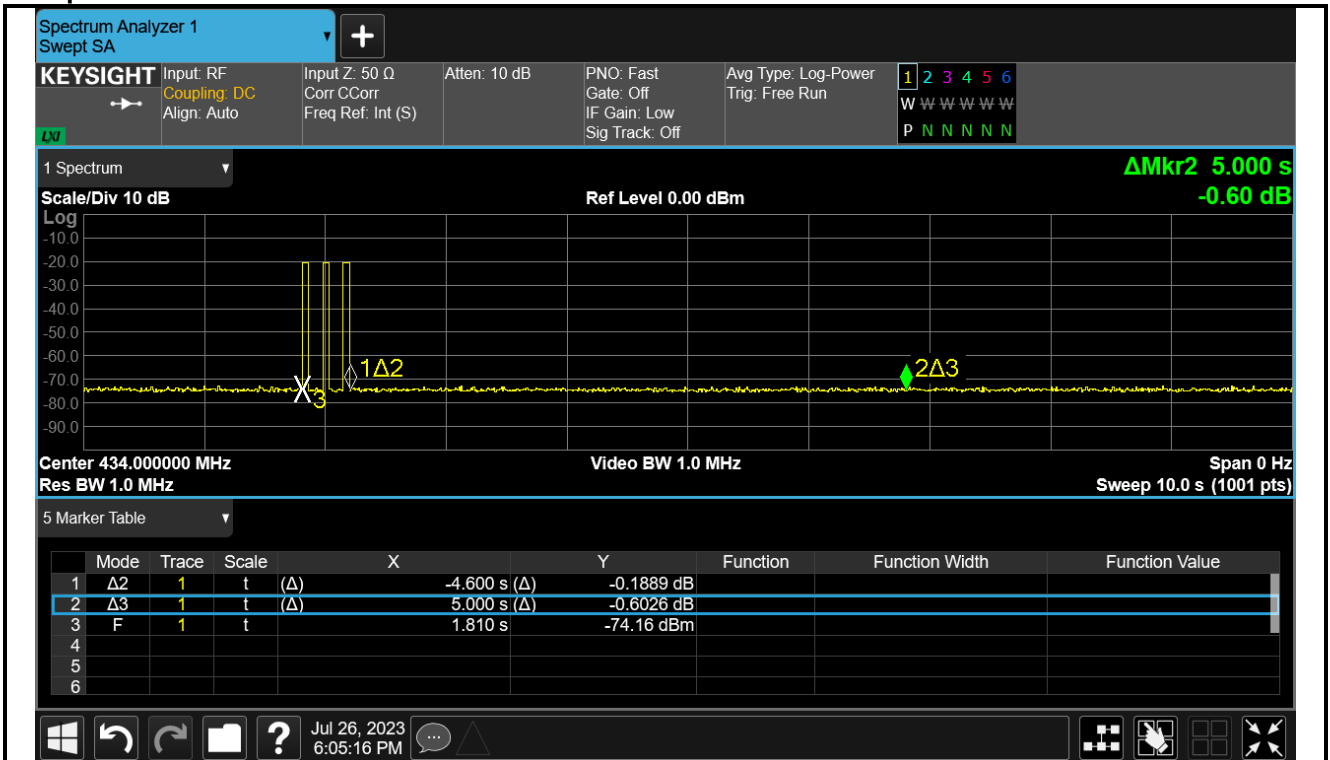 Spectrum Analyzer 1
Swept SA
+
KEYSIGHT Input: RF Input Z: 50 Ω Atten: 10 dB PNO: Fast Avg Type: Log-Power 1 2 3 4 5 6
Coupling: DC Corr CCorr Gate: Off Trig: Free Run W W W W W W
Align: Auto Freq Ref: Int (S) IF Gain: Low
LXI Sig Track: Off P N N N N N
1 Spectrum ΔMkr2 5.000 s
Scale/Div 10 dB Ref Level 0.00 dBm -0.60 dB
Log
-10.0
-20.0
-30.0
-40.0
-50.0
-60.0 1Δ2 2Δ3
-70.0
-80.0 3
-90.0
Center 434.000000 MHz Video BW 1.0 MHz Span 0 Hz
Res BW 1.0 MHz Sweep 10.0 s (1001 pts)
5 Marker Table
Mode Trace Scale X Y Function Function Width Function Value
1 Δ2 1 t (Δ) -4.600 s (Δ) -0.1889 dB
2 Δ3 1 t (Δ) 5.000 s (Δ) -0.6026 dB
3 F 1 t 1.810 s -74.16 dBm
4
5
6
? Jul 26, 2023
6:05:16 PM